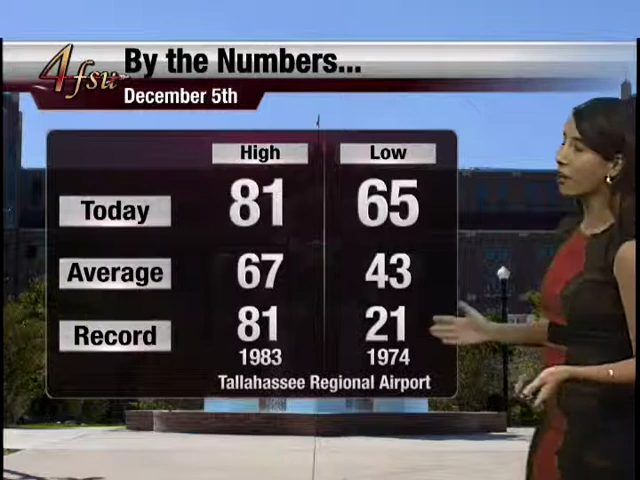 4fsu
By the Numbers...
December 5th
High Low
Today 81 65
Average 67 43
Record 81 21
1983 1974
Tallahassee Regional Airport